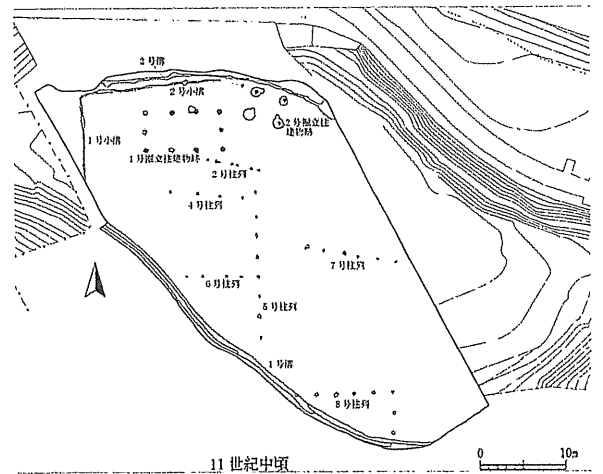 2号溝
2号小溝
1号小溝
2号掘立柱
建物跡
1号掘立柱建物跡
2号柱列
4号柱列
7号柱列
6号柱列
5号柱列
1号溝
8号柱列
11世紀中頃
0 10m